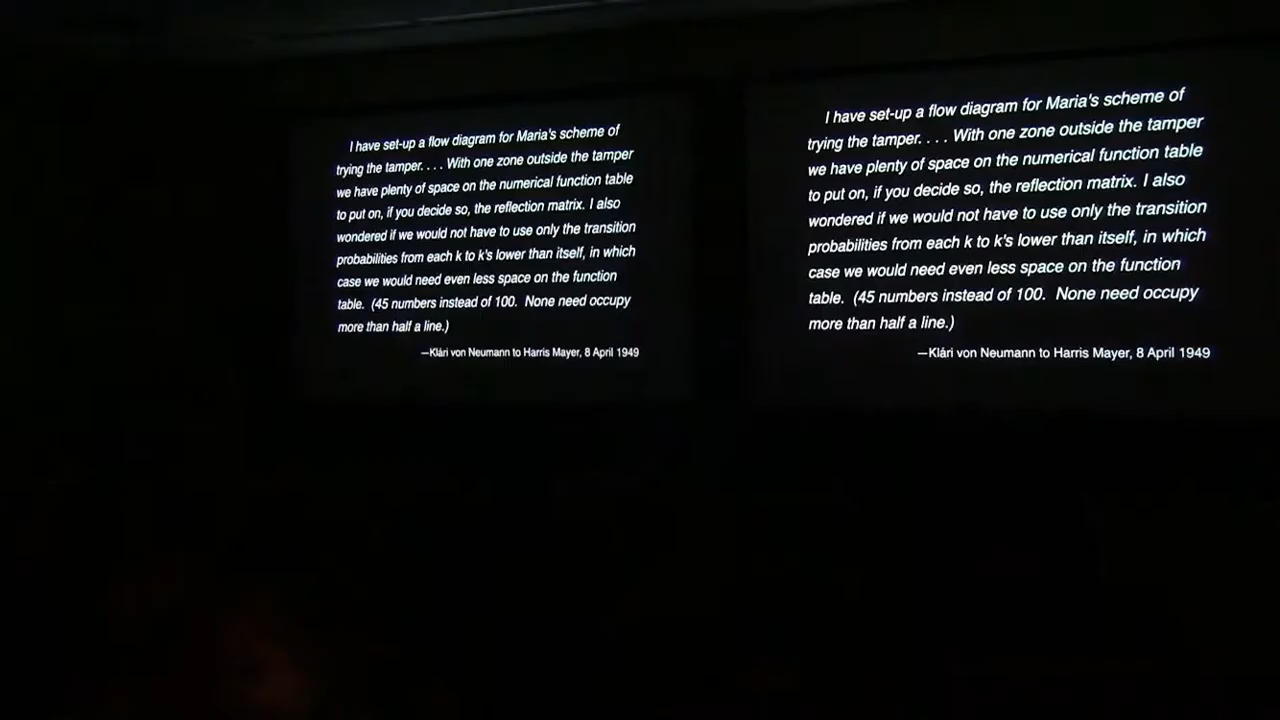 I have set-up a flow diagram for Maria's scheme of
trying the tamper. . . . With one zone outside the tamper
we have plenty of space on the numerical function table
to put on, if you decide so, the reflection matrix. I also
wondered if we would not have to use only the transition
probabilities from each k to k's lower than itself, in which
case we would need even less space on the function
table. (45 numbers instead of 100. None need occupy
more than half a line.)
—Klári von Neumann to Harris Mayer, 8 April 1949
I have set-up a flow diagram for Maria's scheme of
trying the tamper. . . . With one zone outside the tamper
we have plenty of space on the numerical function table
to put on, if you decide so, the reflection matrix. I also
wondered if we would not have to use only the transition
probabilities from each k to k's lower than itself, in which
case we would need even less space on the function
table. (45 numbers instead of 100. None need occupy
more than half a line.)
—Klári von Neumann to Harris Mayer, 8 April 1949